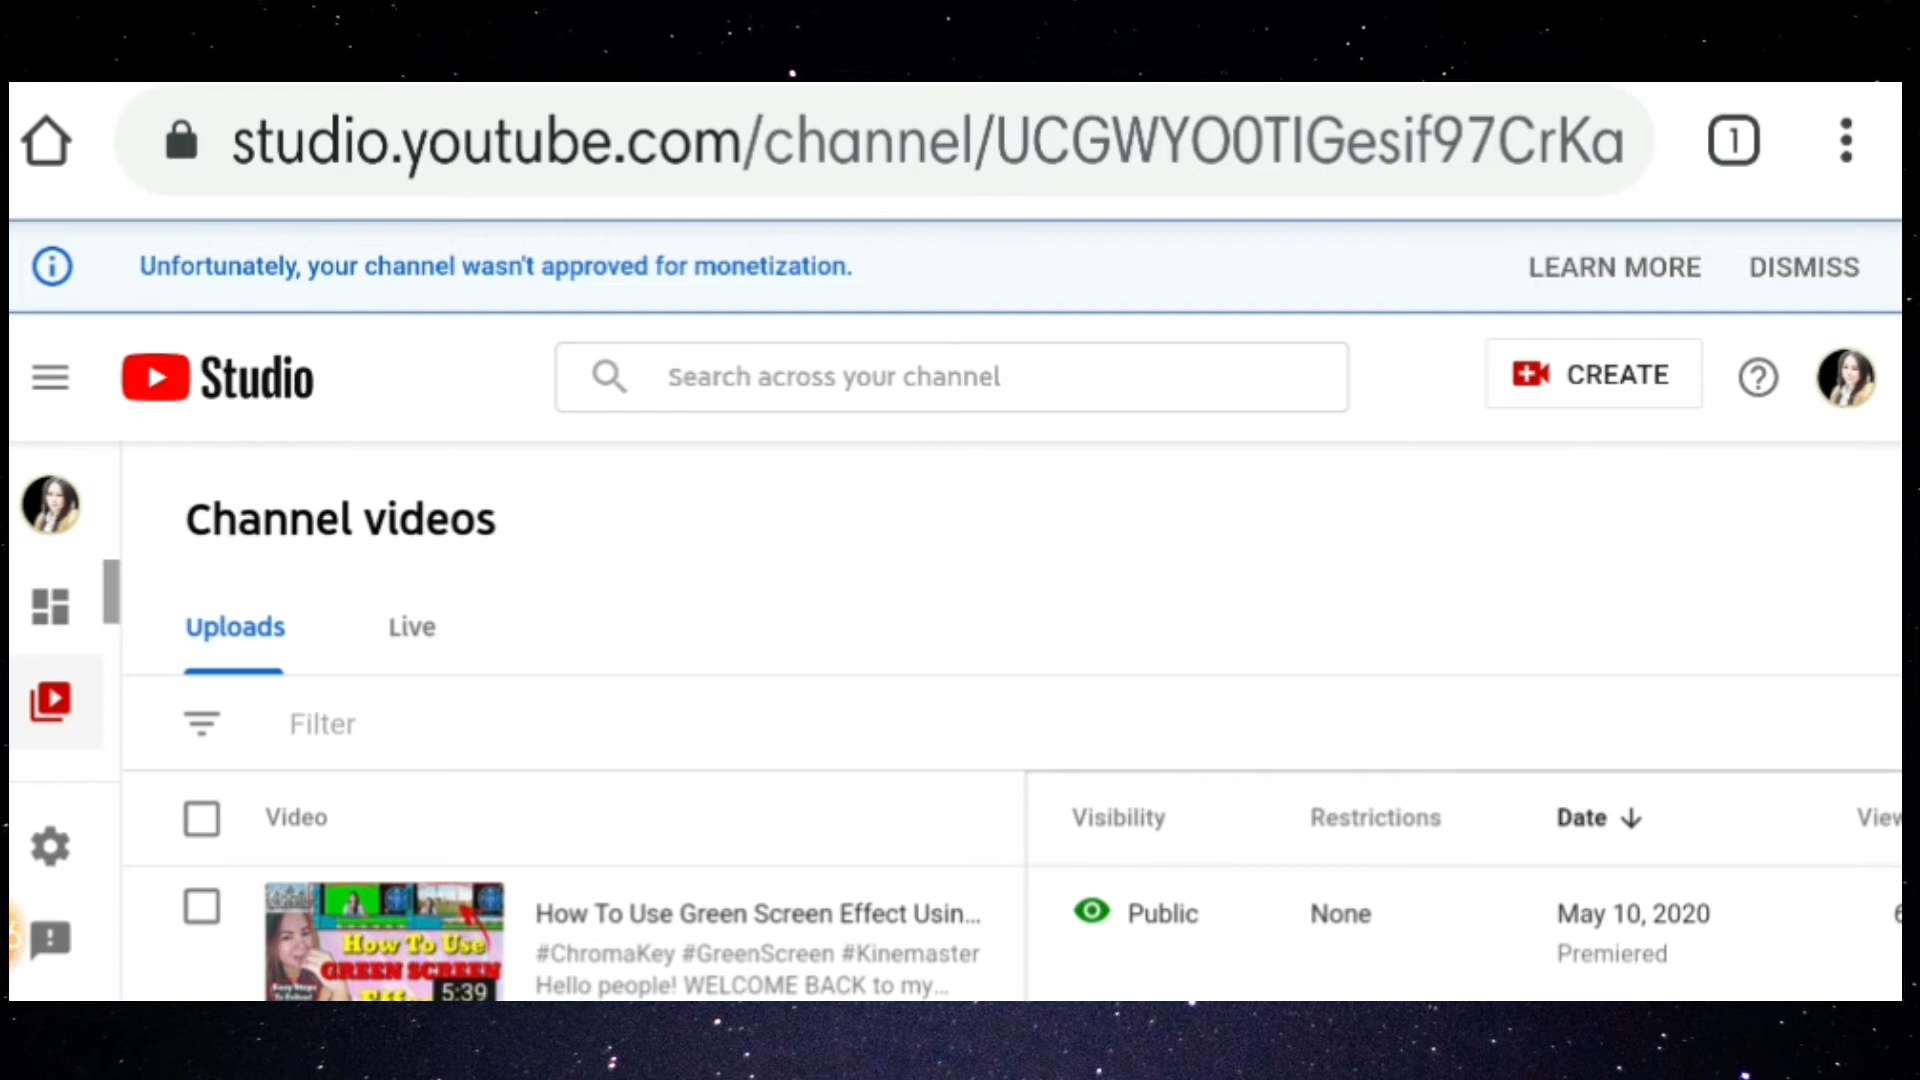 studio.youtube.com/channel/UCGWYO0TIGesif97CrKa
1
Unfortunately, your channel wasn't approved for monetization.
LEARN MORE
DISMISS
Studio
Search across your channel
CREATE
Channel videos
Uploads
Live
Filter
Video
Visibility
Restrictions
Date
How To Use Green Screen Effect Usin...
Public
None
May 10, 2020
#ChromaKey #GreenScreen #Kinemaster
Premiered
Hello people! WELCOME BACK to my...
How To Use
GREEN SCREEN
5:39